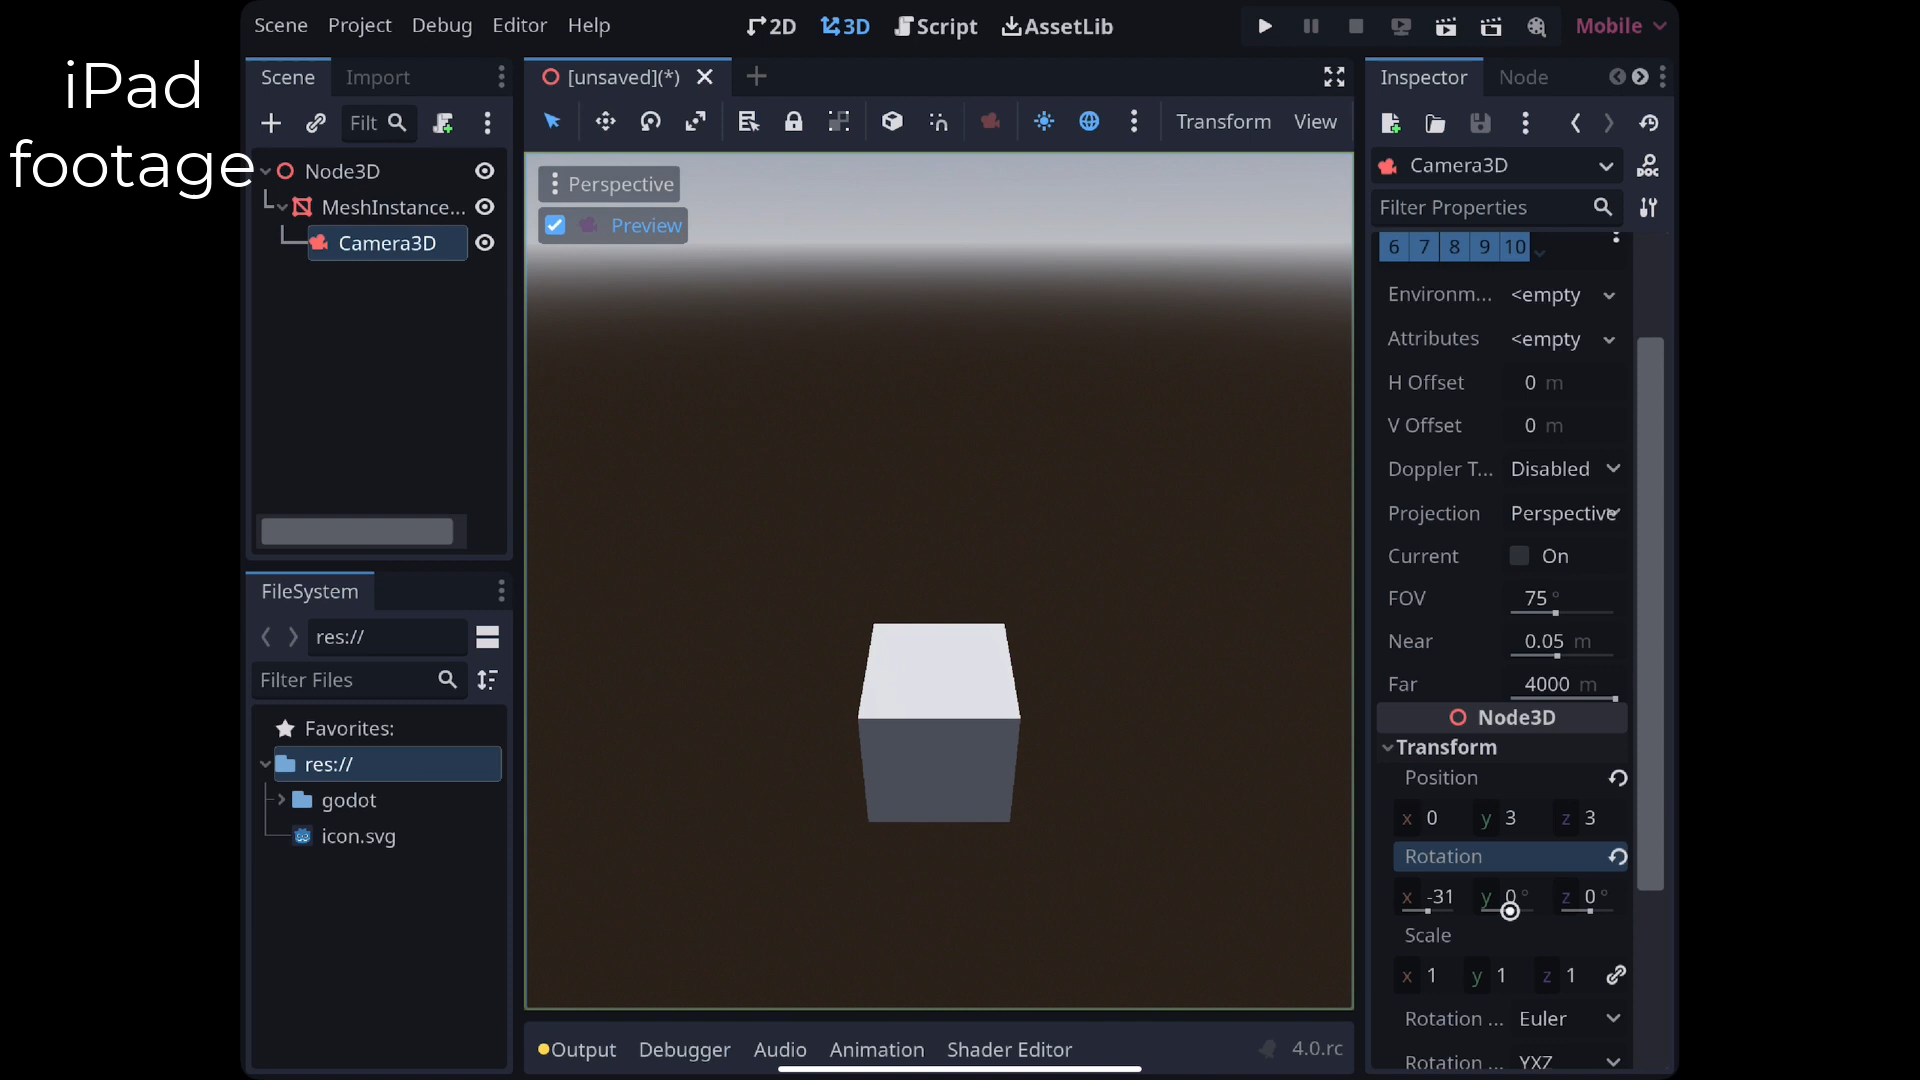 iPad
footage
Scene Project Debug Editor Help
2D 3D Script AssetLib
Mobile
Scene Import
[unsaved](*)
Inspector Node
Filt
Transform View
Node3D
MeshInstance...
Camera3D
Perspective
Preview
Camera3D
DOC
Filter Properties
6 7 8 9 10
Environm... <empty
Attributes <empty
H Offset 0 m
V Offset 0 m
Doppler T... Disabled
Projection Perspective
Current On
FOV 75 °
Near 0.05 m
Far 4000 m
Node3D
Transform
Position
x 0 y 3 z 3
Rotation
x -31 y 0 ° z 0 °
Scale
x 1 y 1 z 1
Rotation ... Euler
Rotation ... YXZ
FileSystem
res://
Filter Files
Favorites:
res://
godot
icon.svg
Output Debugger Audio Animation Shader Editor
4.0.rc